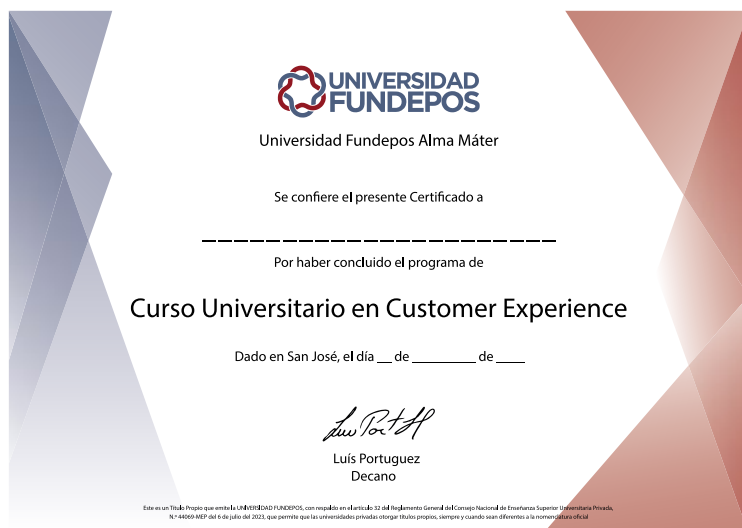 UNIVERSIDAD
FUNDEPOS
Universidad Fundepos Alma Máter
Se confiere el presente Certificado a
Por haber concluido el programa de
Curso Universitario en Customer Experience
Dado en San José, el día __ de ________ de ____
Luís Portuguez
Decano
Este es un Título Propio que emite la UNIVERSIDAD FUNDEPOS, con respaldo en el artículo 32 del Reglamento General del Consejo Nacional de Enseñanza Superior Universitaria Privada,
N.º 44069-MEP del 6 de julio del 2023, que permite que las universidades privadas otorgar títulos propios, siempre y cuando sean diferentes a la nomenclatura oficial